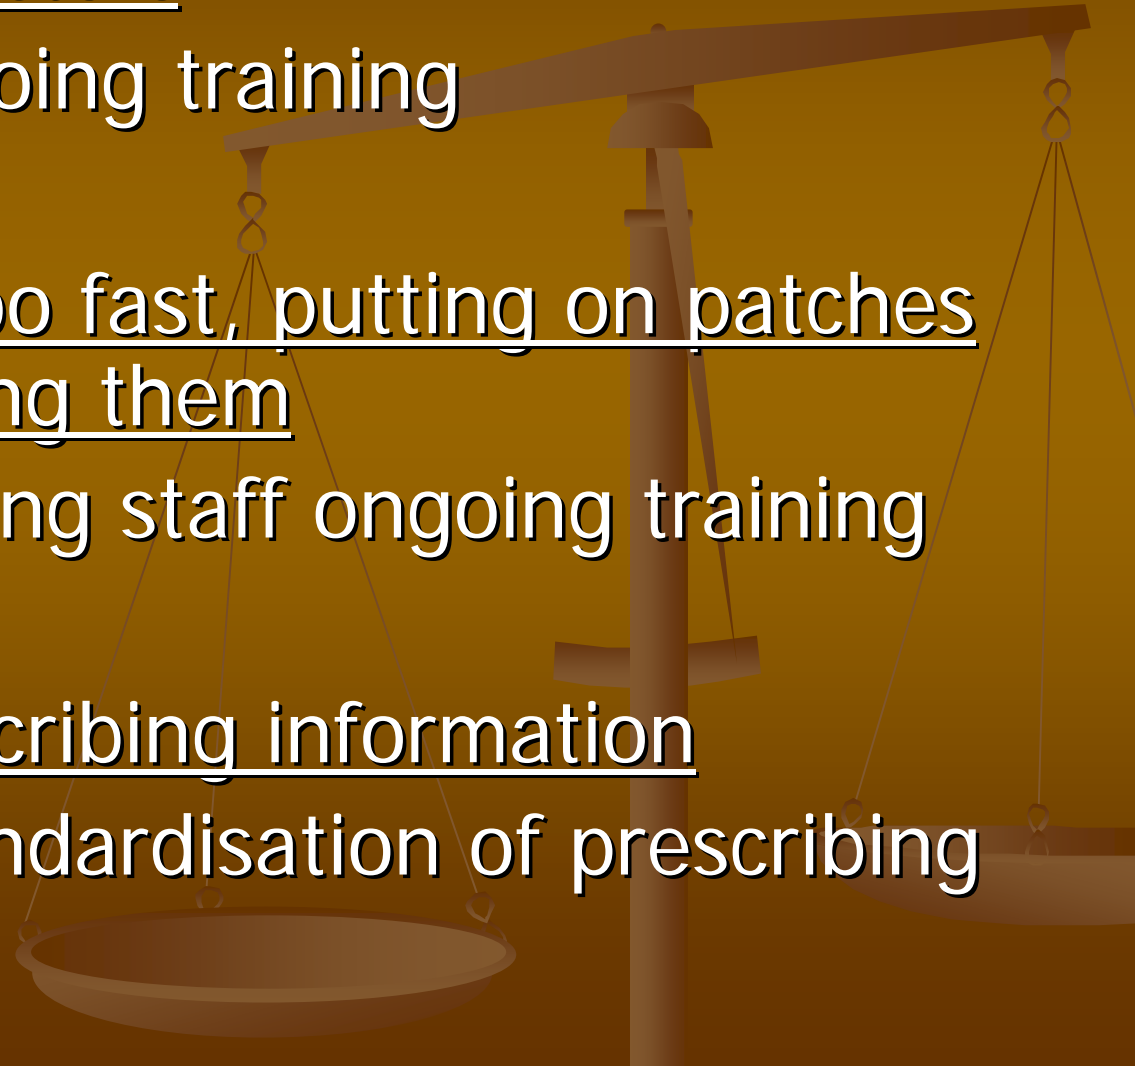 oing training
oo fast, putting on patches
ng them
ng staff ongoing training
cribing information
ndardisation of prescribing